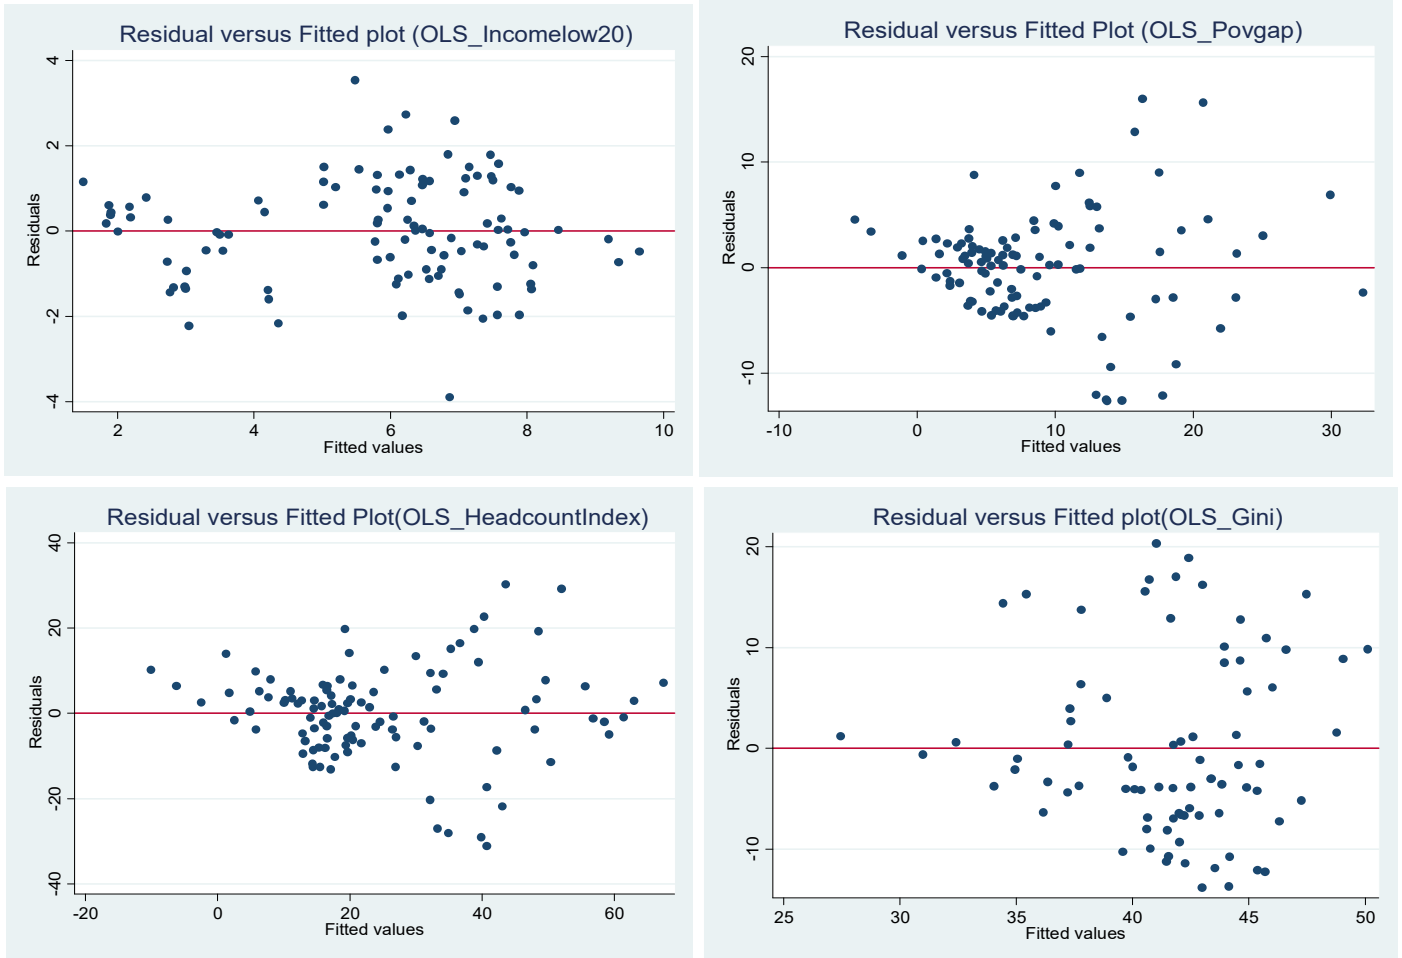 Residual versus Fitted plot (OLS_Incomelow20)
Residuals
4
2
0
-2
-4
2 4 6 8 10
Fitted values
Residual versus Fitted Plot (OLS_Povgap)
Residuals
20
10
0
-10
-10 0 10 20 30
Fitted values
Residual versus Fitted Plot(OLS_HeadcountIndex)
Residuals
40
20
0
-20
-40
-20 0 20 40 60
Fitted values
Residual versus Fitted plot(OLS_Gini)
Residuals
20
10
0
-10
25 30 35 40 45 50
Fitted values